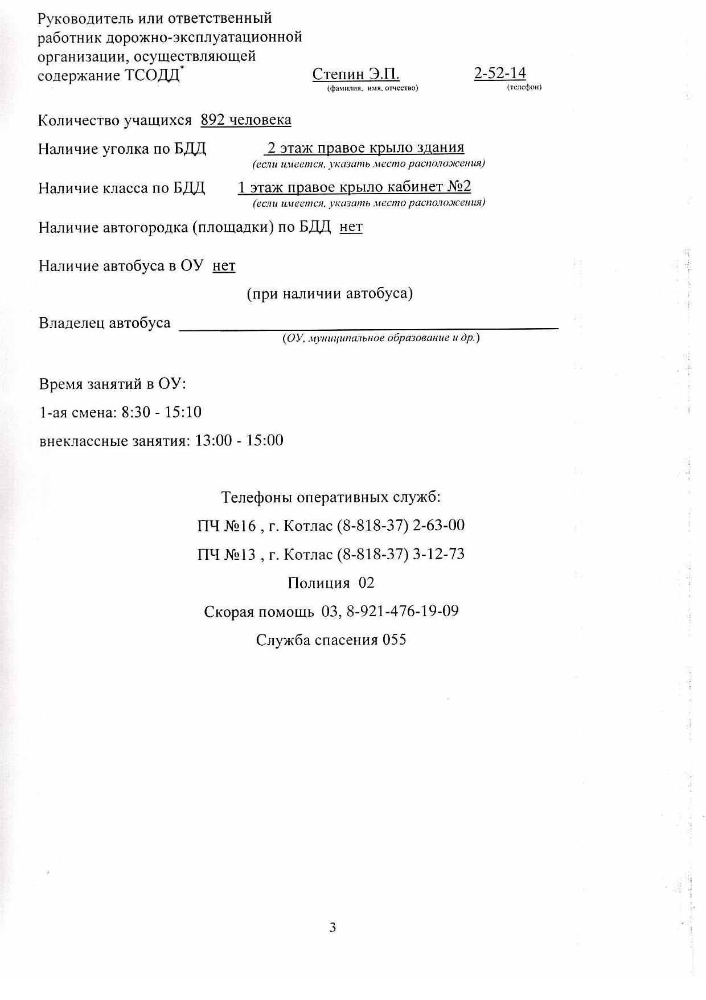 Руководитель или ответственный
работник дорожно-эксплуатационной
организации, осуществляющей
содержание ТСОДД* Степин Э.П. 2-52-14
(фамилия, имя, отчество) (телефон)
Количество учащихся 892 человека
Наличие уголка по БДД 2 этаж правое крыло здания
(если имеется, указать место расположения)
Наличие класса по БДД 1 этаж правое крыло кабинет №2
(если имеется, указать место расположения)
Наличие автогородка (площадки) по БДД нет
Наличие автобуса в ОУ нет
(при наличии автобуса)
Владелец автобуса
(ОУ, муниципальное образование и др.)
Время занятий в ОУ:
1-ая смена: 8:30 - 15:10
внеклассные занятия: 13:00 - 15:00
Телефоны оперативных служб:
ПЧ №16 , г. Котлас (8-818-37) 2-63-00
ПЧ №13 , г. Котлас (8-818-37) 3-12-73
Полиция 02
Скорая помощь 03, 8-921-476-19-09
Служба спасения 055
3